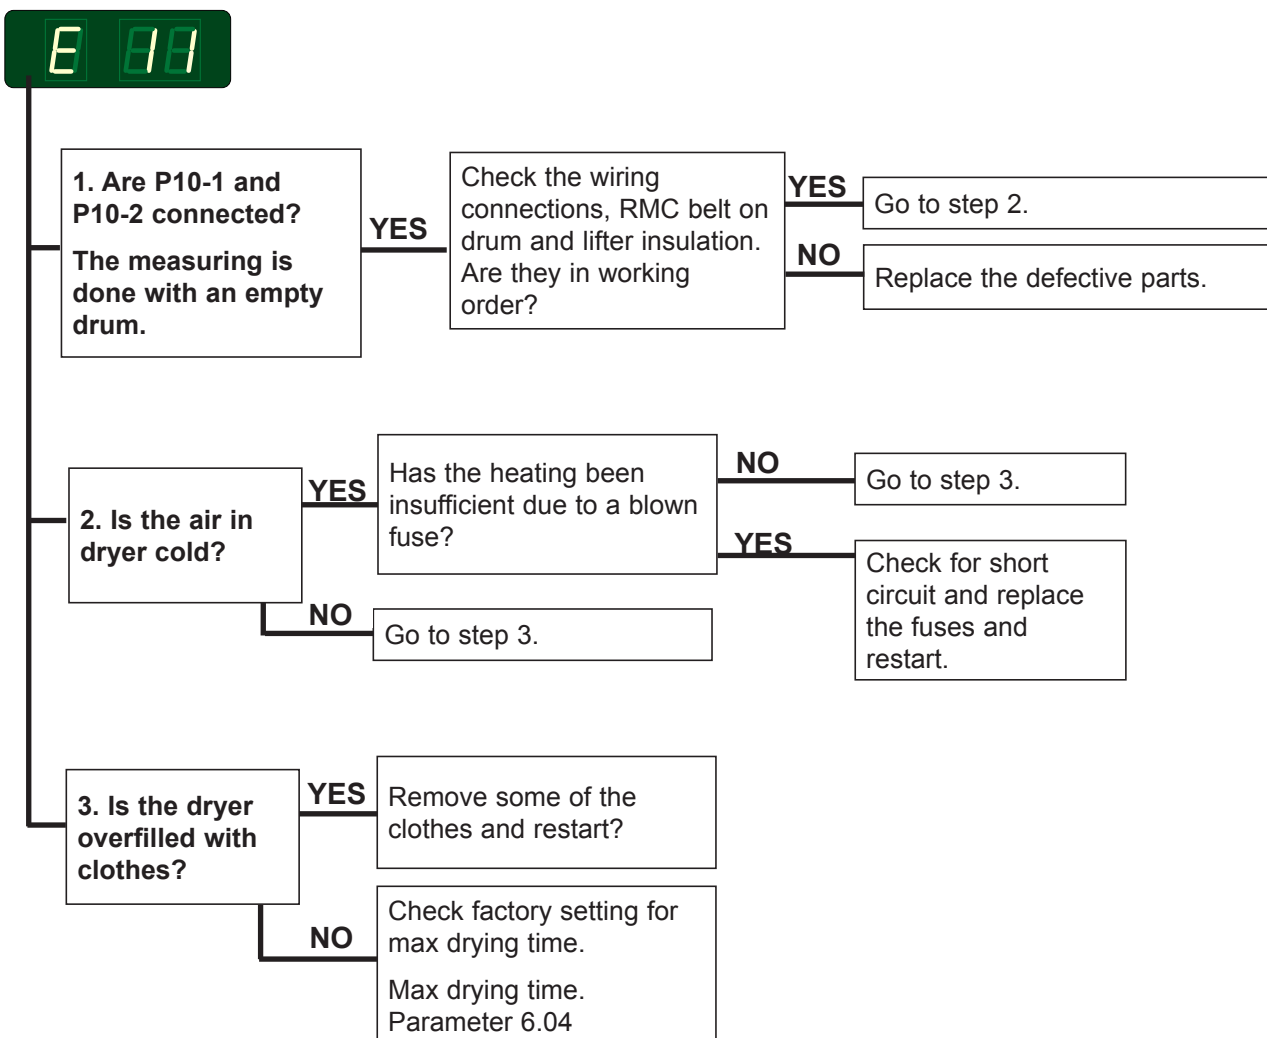 E 11
1. Are P10-1 and
P10-2 connected?
The measuring is
done with an empty
drum.
YES
Check the wiring
connections, RMC belt on
drum and lifter insulation.
Are they in working
order?
YES
Go to step 2.
NO
Replace the defective parts.
2. Is the air in
dryer cold?
YES
Has the heating been
insufficient due to a blown
fuse?
NO
Go to step 3.
YES
Check for short
circuit and replace
the fuses and
restart.
NO
Go to step 3.
3. Is the dryer
overfilled with
clothes?
YES
Remove some of the
clothes and restart?
NO
Check factory setting for
max drying time.
Max drying time.
Parameter 6.04